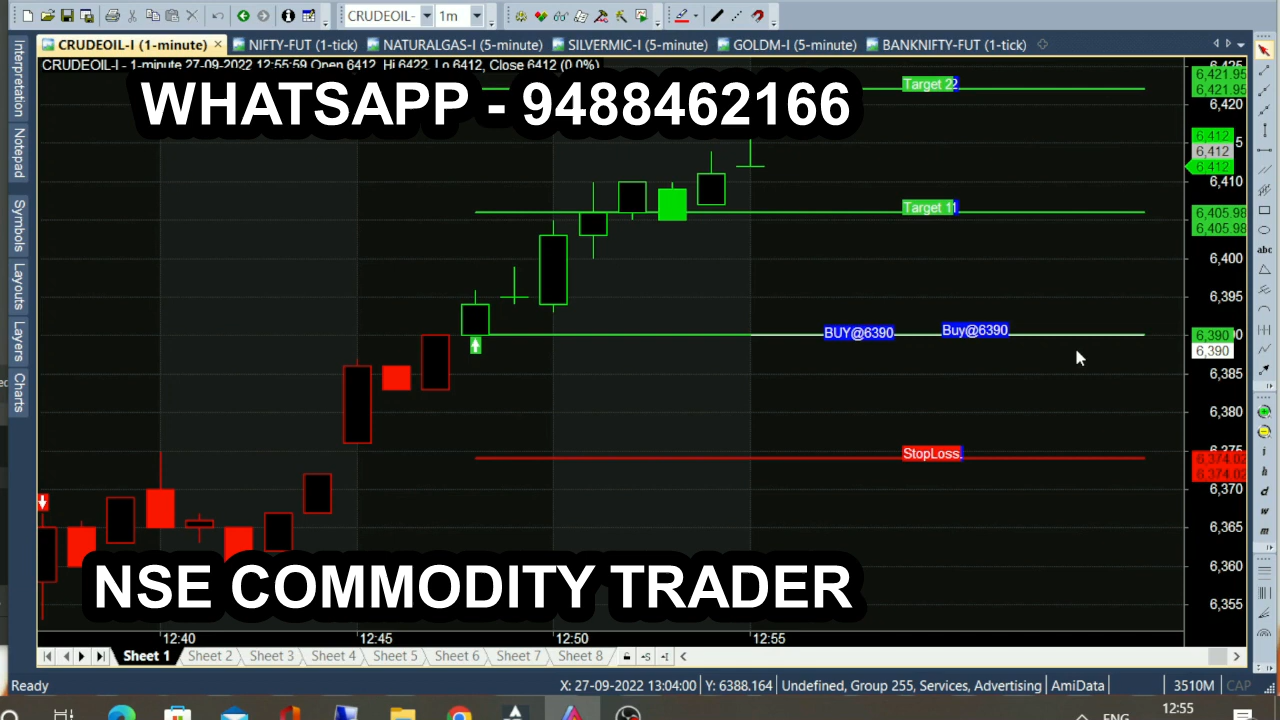 CRUDEOIL- 1m
CRUDEOIL-I (1-minute) NIFTY-FUT (1-tick) NATURALGAS-I (5-minute) SILVERMIC-I (5-minute) GOLDM-I (5-minute) BANKNIFTY-FUT (1-tick)
CRUDEOIL-I - 1-minute 27-09-2022 12:55:59 Open 6412, Hi 6422, Lo 6412, Close 6412 (0.0%)
WHATSAPP - 9488462166
Interpretation
Notepad
Symbols
Layouts
Layers
Charts
Target 22
Target 11
BUY@6390 Buy@6390
StopLoss
6,421.95
6,421.95
6,420
6,412
6,412
6,412
6,410
6,405.98
6,405.98
6,400
6,395
6,390
6,390
6,385
6,380
6,374.02
6,374.02
6,370
6,365
6,360
6,355
abc
i
h
d
w
m
NSE COMMODITY TRADER
12:40 12:45 12:50 12:55
Sheet 1 Sheet 2 Sheet 3 Sheet 4 Sheet 5 Sheet 6 Sheet 7 Sheet 8
Ready X: 27-09-2022 13:04:00 Y: 6388.164 Undefined, Group 255, Services, Advertising AmiData 3510M CAP
ENG 12:55